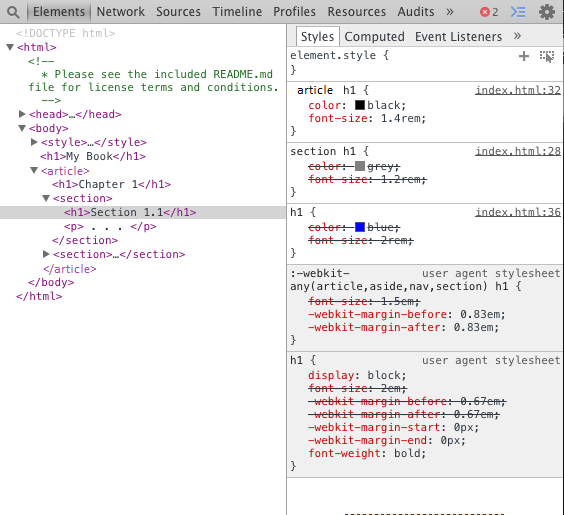 Elements Network Sources Timeline Profiles Resources Audits » 2
<!DOCTYPE html>
▼<html>
<!--
* Please see the included README.md
file for license terms and conditions.
-->
▶<head>…</head>
▼<body>
▶<style>…</style>
<h1>My Book</h1>
▼<article>
<h1>Chapter 1</h1>
▼<section>
<h1>Section 1.1</h1>
<p> . . . </p>
</section>
▶<section>…</section>
</article>
</body>
</html>
Styles Computed Event Listeners »
element.style {
}
article h1 { index.html:32
color: black;
font-size: 1.4rem;
}
section h1 { index.html:28
color: grey;
font-size: 1.2rem;
}
h1 { index.html:36
color: blue;
font-size: 2rem;
}
:-webkit- user agent stylesheet
any(article,aside,nav,section) h1 {
font-size: 1.5em;
-webkit-margin-before: 0.83em;
-webkit-margin-after: 0.83em;
}
h1 { user agent stylesheet
display: block;
font-size: 2em;
-webkit-margin-before: 0.67em;
-webkit-margin-after: 0.67em;
-webkit-margin-start: 0px;
-webkit-margin-end: 0px;
font-weight: bold;
}